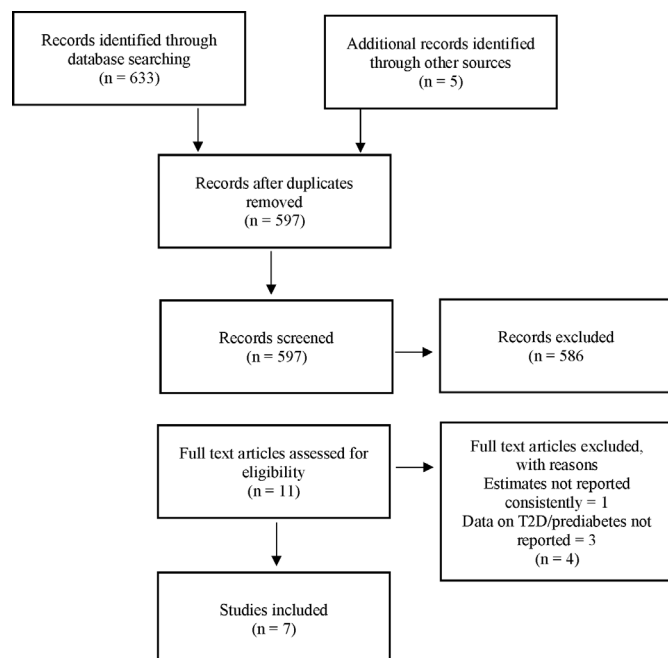 Records identified through
database searching
(n = 633)
Additional records identified
through other sources
(n = 5)
Records after duplicates
removed
(n = 597)
Records screened
(n = 597)
Records excluded
(n = 586
Full text articles assessed for
eligibility
(n = 11)
Full text articles excluded,
with reasons
Estimates not reported
consistently = 1
Data on T2D/prediabetes not
reported = 3
(n = 4)
Studies included
(n = 7)